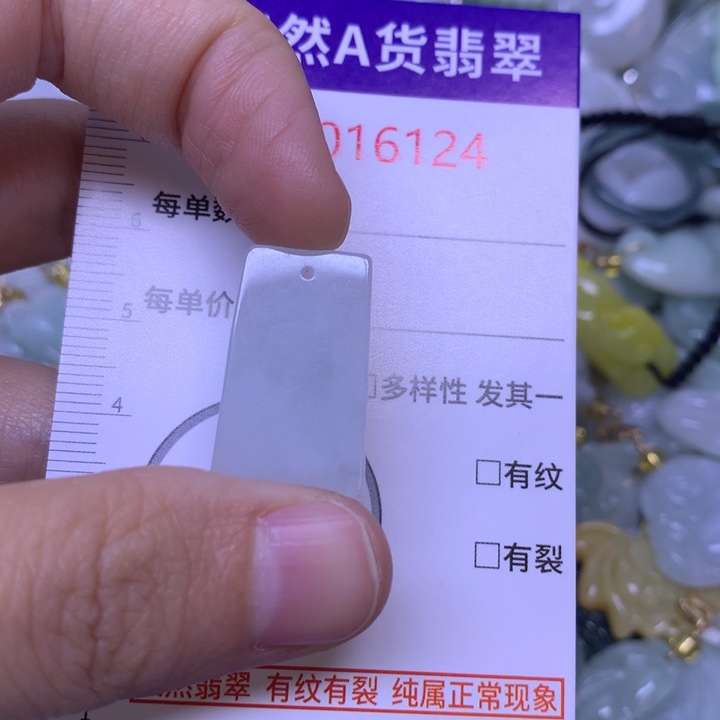 然A货翡翠
016124
每单数
6
每单价
5
□多样性 发其一
4
□有纹
□有裂
然翡翠 有纹有裂 纯属正常现象